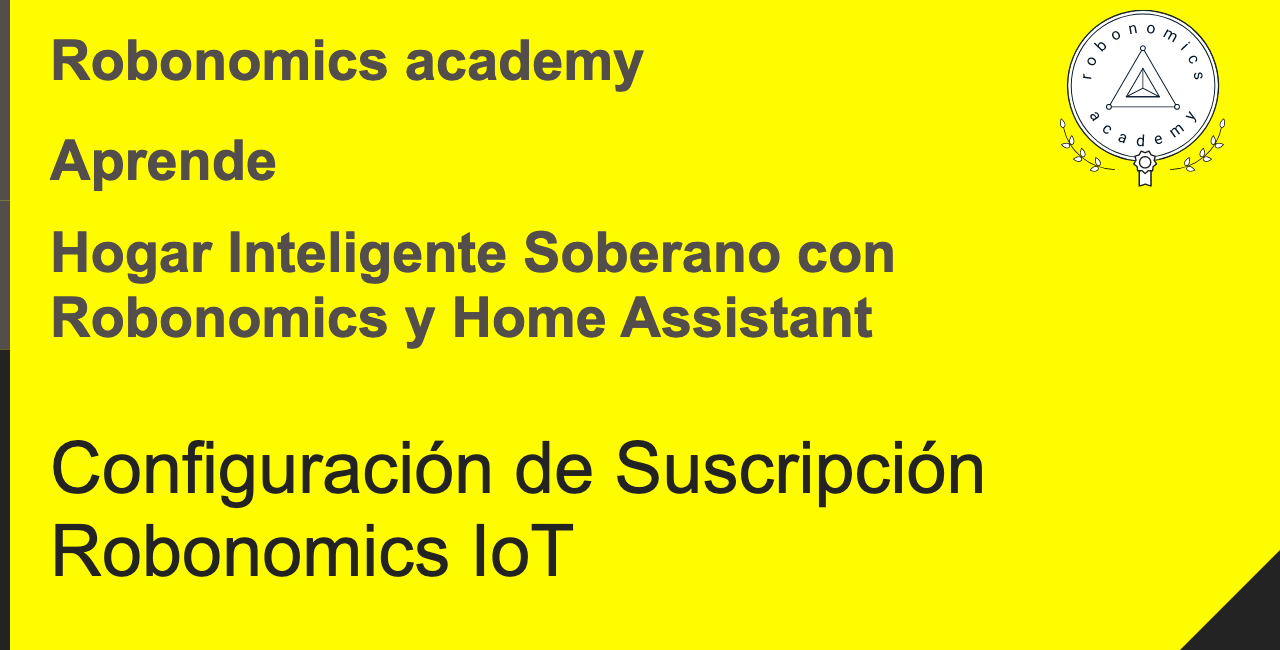 Robonomics academy
robonomics
academy
Aprende
Hogar Inteligente Soberano con
Robonomics y Home Assistant
Configuración de Suscripción
Robonomics IoT